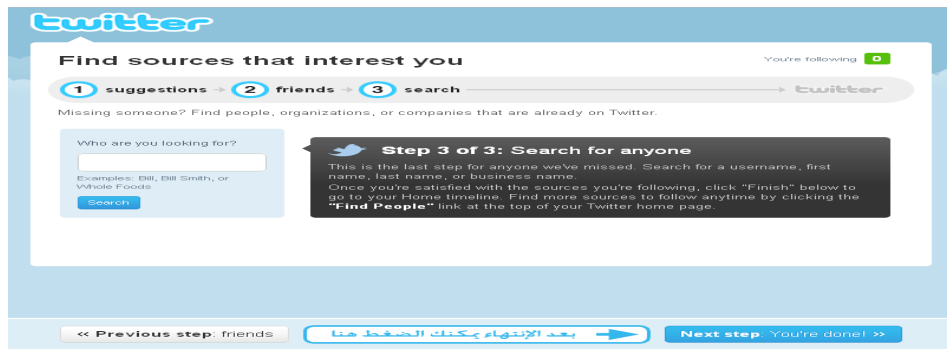 twitter
Find sources that interest you
You're following 0
1 suggestions 2 friends 3 search twitter
Missing someone? Find people, organizations, or companies that are already on Twitter.
Who are you looking for?
Examples: Bill, Bill Smith, or
Whole Foods
Search
Step 3 of 3: Search for anyone
This is the last step for anyone we've missed. Search for a username, first
name, last name, or business name.
Once you're satisfied with the sources you're following, click "Finish" below to
go to your Home timeline. Find more sources to follow anytime by clicking the
"Find People" link at the top of your Twitter home page.
<< Previous step: friends
بعد الإنتهاء يمكنك الضغط هنا
Next step: You're done! >>